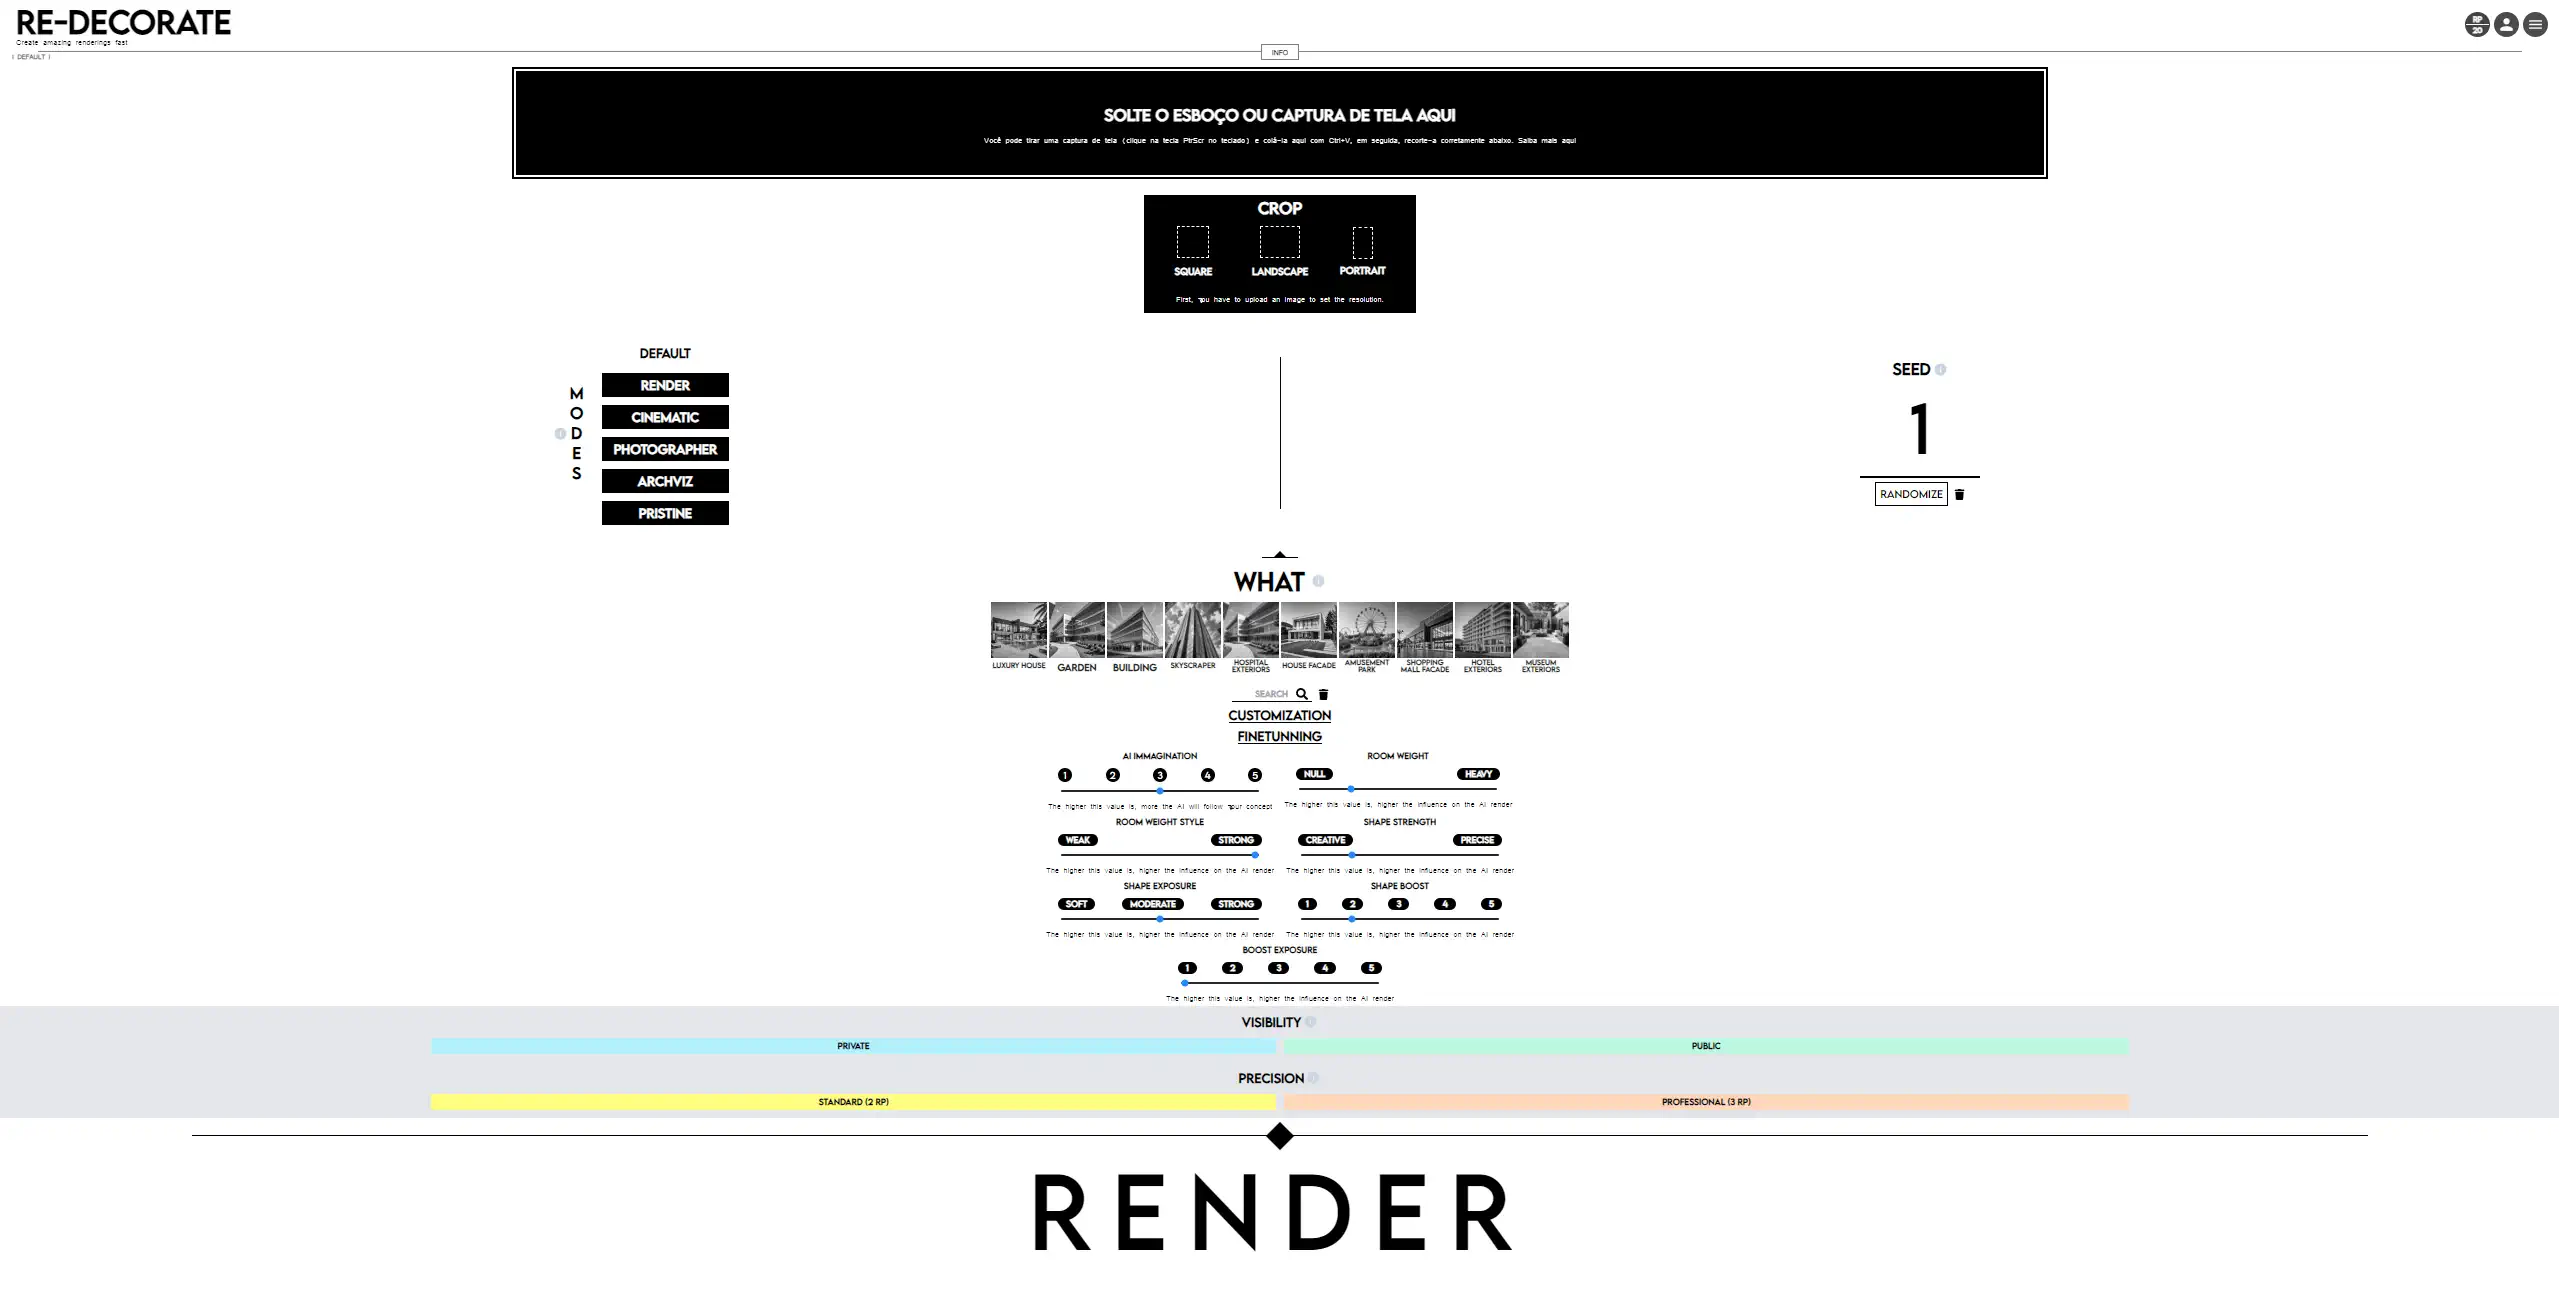 RE-DECORATE
Create amazing renderings fast
RP
20
INFO
| DEFAULT |
SOLTE O ESBOÇO OU CAPTURA DE TELA AQUI
Você pode tirar uma captura de tela (clique na tecla PtrScr no teclado) e colá-la aqui com Ctrl+V, em seguida, recorte-a corretamente abaixo. Saiba mais aqui
CROP
SQUARE LANDSCAPE PORTRAIT
First, you have to upload an image to set the resolution.
MODES
DEFAULT
RENDER
CINEMATIC
PHOTOGRAPHER
ARCHVIZ
PRISTINE
SEED
1
RANDOMIZE
WHAT
LUXURY HOUSE
GARDEN
BUILDING
SKYSCRAPER
HOSPITAL
EXTERIORS
HOUSE FACADE
AMUSEMENT
PARK
SHOPPING
MALL FACADE
HOTEL
EXTERIORS
MUSEUM
EXTERIORS
SEARCH
CUSTOMIZATION
FINETUNNING
AI IMMAGINATION
1 2 3 4 5
The higher this value is, more the AI will follow your concept
ROOM WEIGHT
NULL HEAVY
The higher this value is, higher the influence on the AI render
ROOM WEIGHT STYLE
WEAK STRONG
The higher this value is, higher the influence on the AI render
SHAPE STRENGTH
CREATIVE PRECISE
The higher this value is, higher the influence on the AI render
SHAPE EXPOSURE
SOFT MODERATE STRONG
The higher this value is, higher the influence on the AI render
SHAPE BOOST
1 2 3 4 5
The higher this value is, higher the influence on the AI render
BOOST EXPOSURE
1 2 3 4 5
The higher this value is, higher the influence on the AI render
VISIBILITY
PRIVATE PUBLIC
PRECISION
STANDARD (2 RP) PROFESSIONAL (3 RP)
RENDER